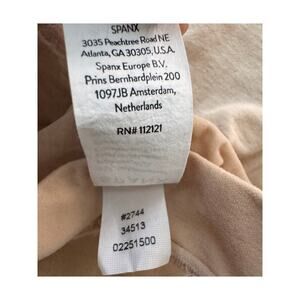 SPANX
3035 Peachtree Road NE
Atlanta, GA 30305, U.S.A.
Spanx Europe B.V.
Prins Bernhardplein 200
1097JB Amsterdam,
Netherlands
RN# 112121
#2744
34513
02251500